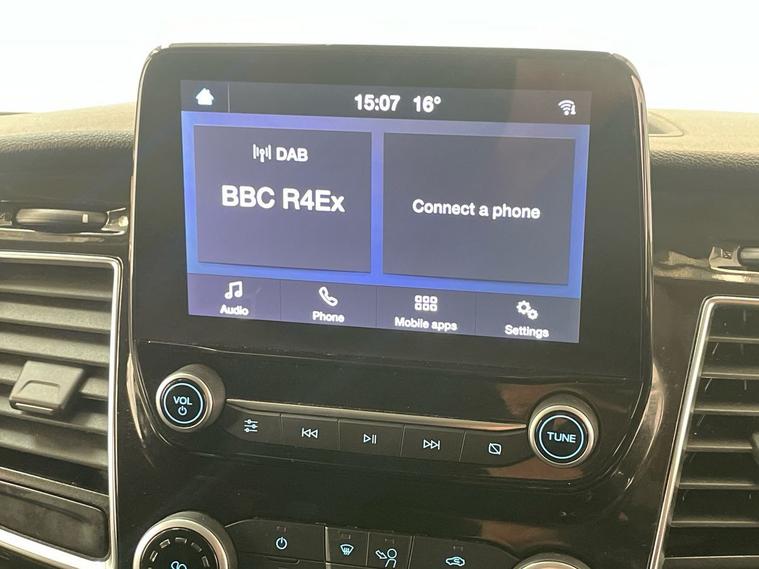 15:07 16°
DAB
BBC R4Ex
Connect a phone
Audio Phone Mobile apps Settings
VOL
TUNE